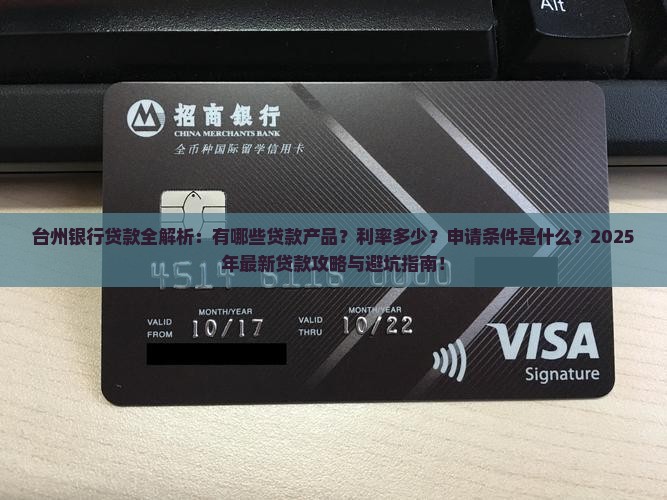 Alt
招商银行
CHINA MERCHANTS BANK
全币种国际留学信用卡
台州银行贷款全解析：有哪些贷款产品？利率多少？申请条件是什么？2025
年最新贷款攻略与避坑指南！
MONTH/YEAR
VALID
FROM
10/17
MONTH/YEAR
VALID
THRU
10/22
VISA
Signature